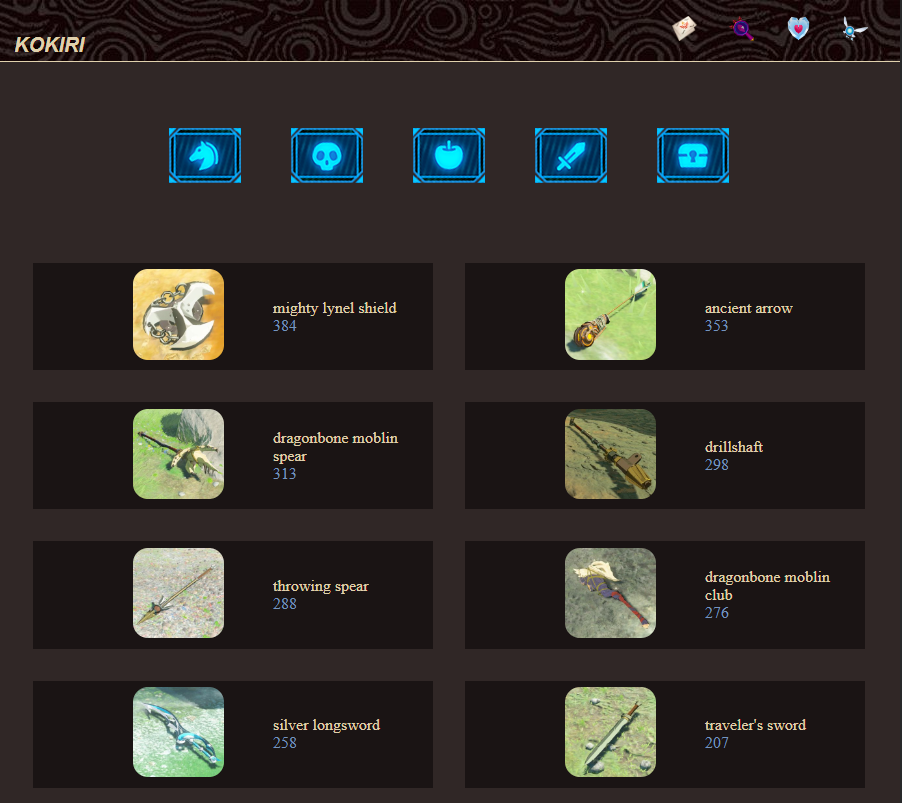 KOKIRI
mighty lynel shield
384
ancient arrow
353
dragonbone moblin
spear
313
drillshaft
298
throwing spear
288
dragonbone moblin
club
276
silver longsword
258
traveler's sword
207